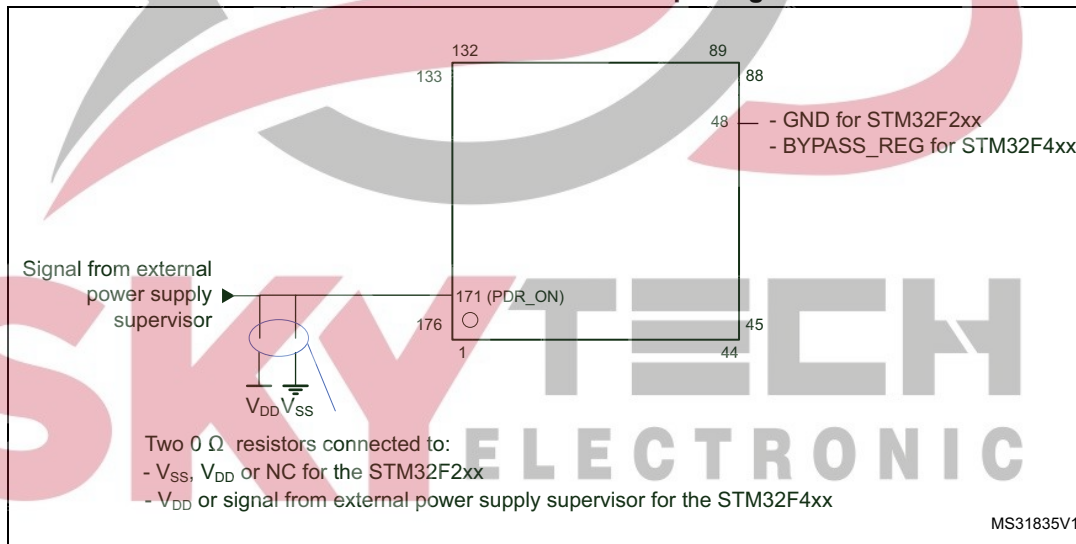 132
89
133
88
48
- GND for STM32F2xx
- BYPASS_REG for STM32F4xx
Signal from external
power supply
supervisor
171 (PDR_ON)
176
45
1
44
VDD VSS
Two 0 Ω resistors connected to:
- VSS, VDD or NC for the STM32F2xx
- VDD or signal from external power supply supervisor for the STM32F4xx
MS31835V1
SKYTECH
ELECTRONIC